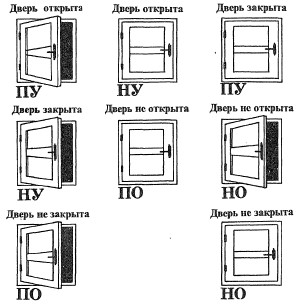 Дверь открыта Дверь открыта Дверь закрыта
ПУ НУ ПУ
Дверь закрыта Дверь не открыта Дверь не открыта
НУ ПО НО
Дверь не закрыта Дверь не закрыта
ПО НО